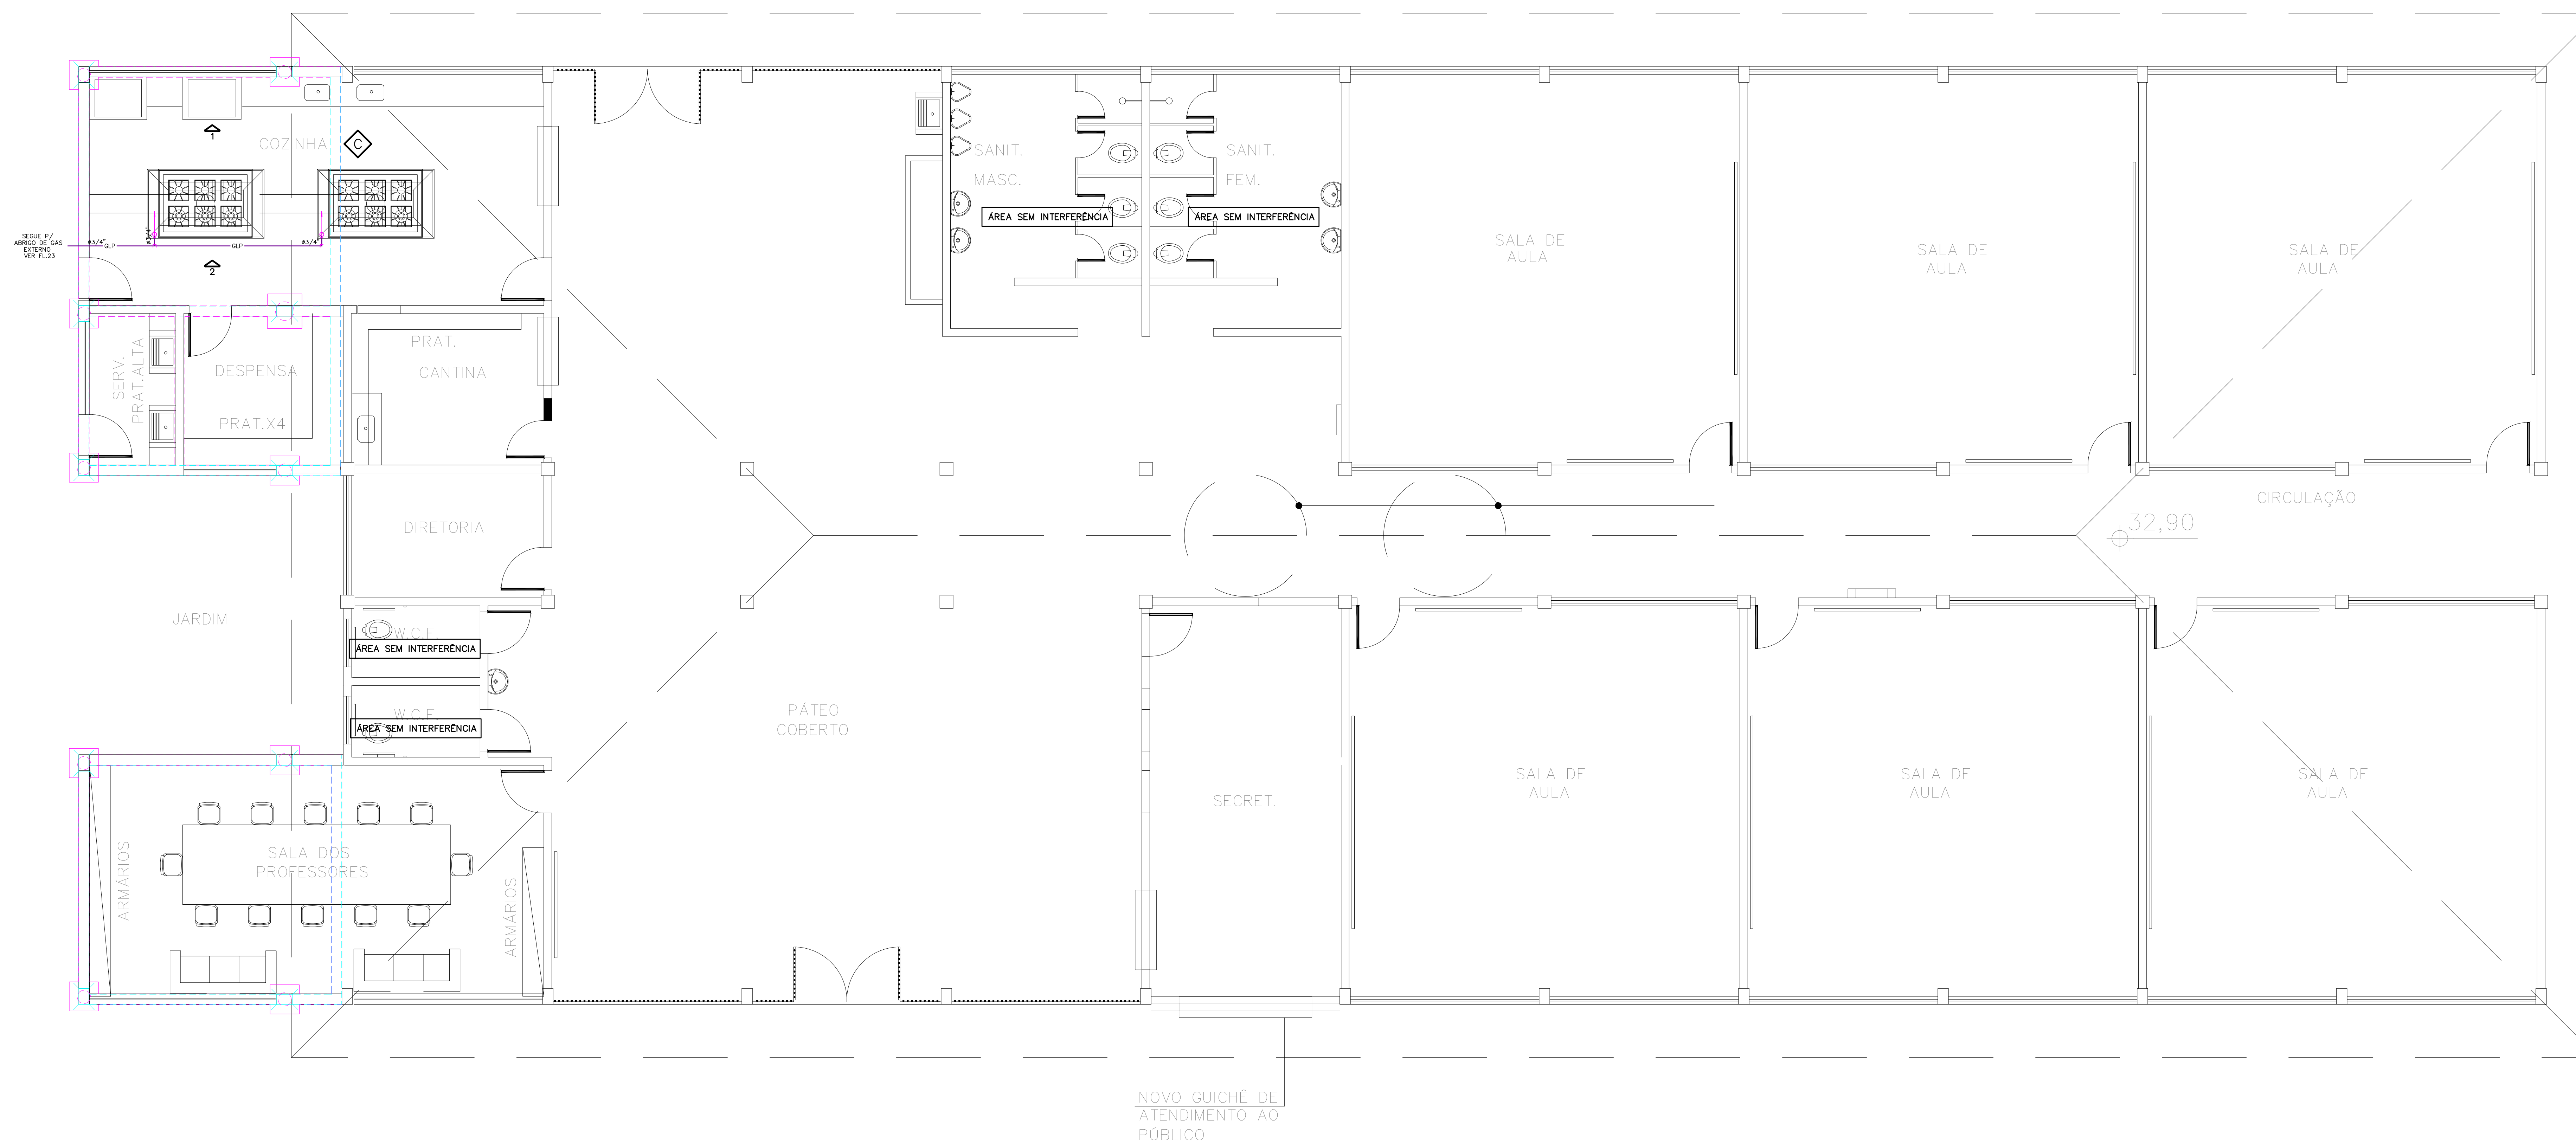 COZINHA
C
1
SEGUE P/
ABRIGO DE GÁS
EXTERNO
VER FL.23
ø3/4"
GLP
ø3/4"
GLP
ø3/4"
2
SANIT.
MASC.
SANIT.
FEM.
ÁREA SEM INTERFERÊNCIA
ÁREA SEM INTERFERÊNCIA
SALA DE
AULA
SALA DE
AULA
SALA DE
AULA
SERV.
PRAT.ALTA
DESPENSA
PRAT.X4
PRAT.
CANTINA
DIRETORIA
CIRCULAÇÃO
32,90
JARDIM
W.C.F.
ÁREA SEM INTERFERÊNCIA
W.C.F.
ÁREA SEM INTERFERÊNCIA
PÁTEO
COBERTO
SECRET.
SALA DE
AULA
SALA DE
AULA
SALA DE
AULA
ARMÁRIOS
SALA DOS
PROFESSORES
ARMÁRIOS
NOVO GUICHÊ DE
ATENDIMENTO AO
PÚBLICO